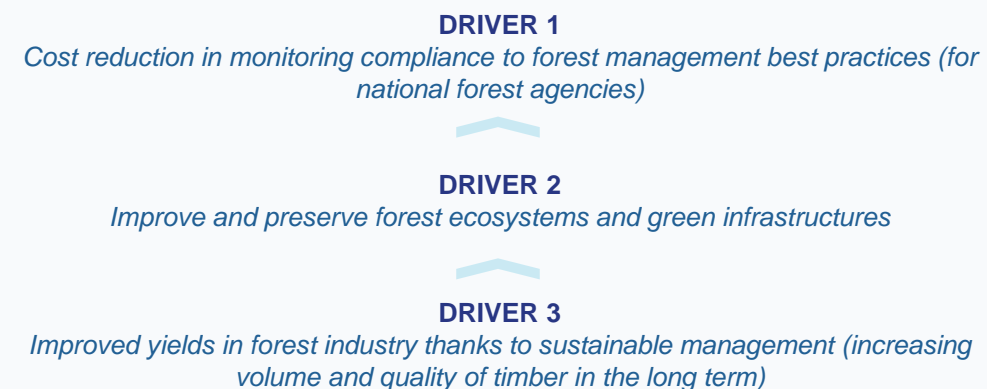 DRIVER 1
Cost reduction in monitoring compliance to forest management best practices (for
national forest agencies)
DRIVER 2
Improve and preserve forest ecosystems and green infrastructures
DRIVER 3
Improved yields in forest industry thanks to sustainable management (increasing
volume and quality of timber in the long term)